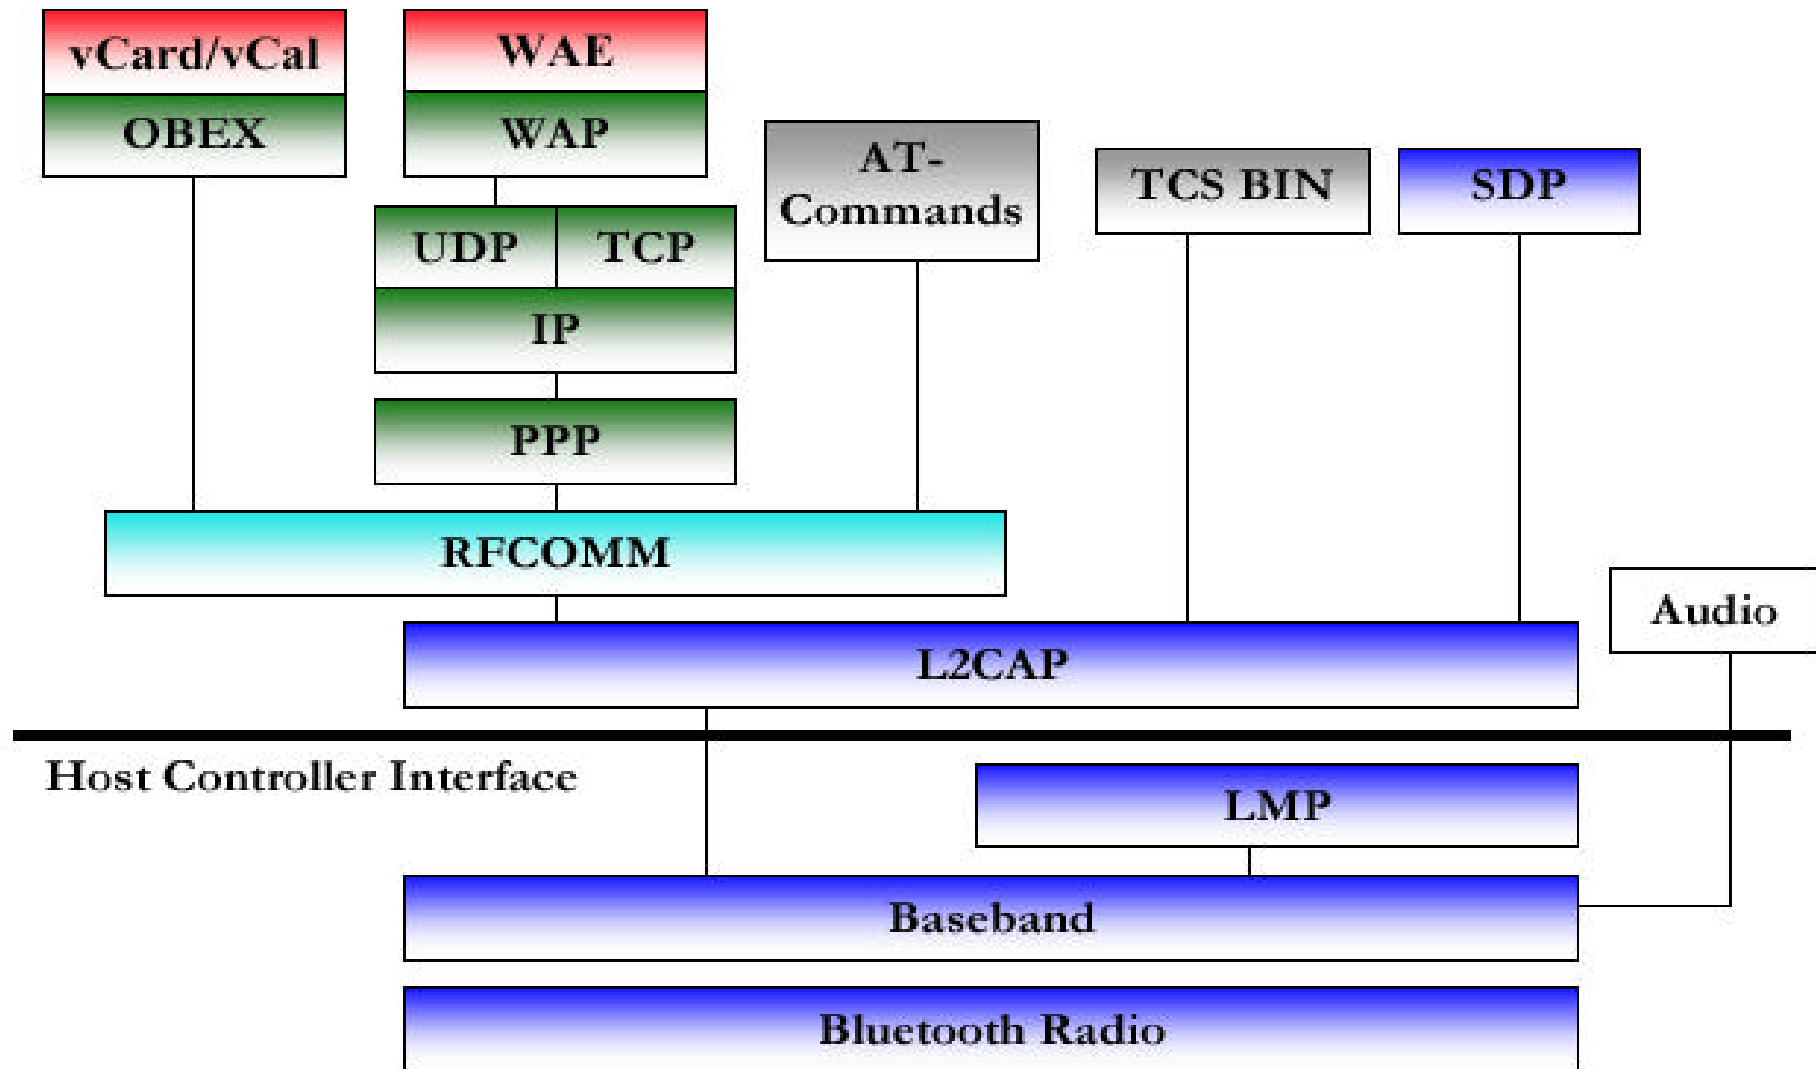 vCard/vCal
OBEX
WAE
WAP
AT-
Commands
TCS BIN
SDP
UDP
TCP
IP
PPP
RFCOMM
Audio
L2CAP
Host Controller Interface
LMP
Baseband
Bluetooth Radio